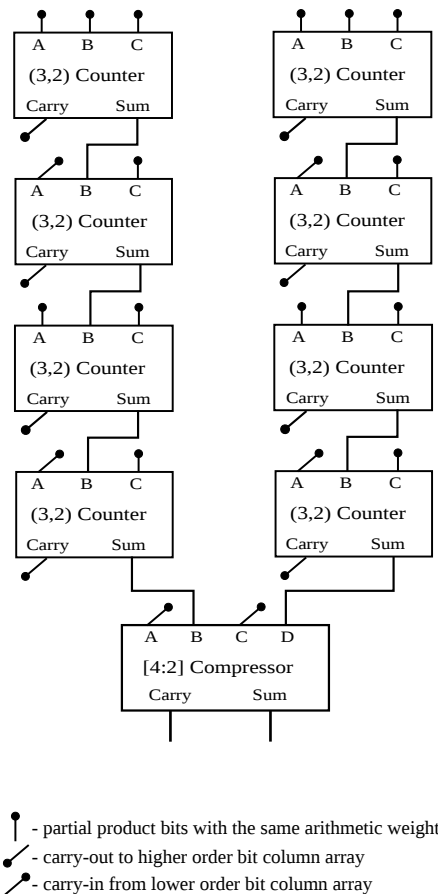 A B C A B C
(3,2) Counter (3,2) Counter
Carry Sum Carry Sum
A B C A B C
(3,2) Counter (3,2) Counter
Carry Sum Carry Sum
A B C A B C
(3,2) Counter (3,2) Counter
Carry Sum Carry Sum
A B C A B C
(3,2) Counter (3,2) Counter
Carry Sum Carry Sum
A B C D
[4:2] Compressor
Carry Sum
- partial product bits with the same arithmetic weight
- carry-out to higher order bit column array
- carry-in from lower order bit column array